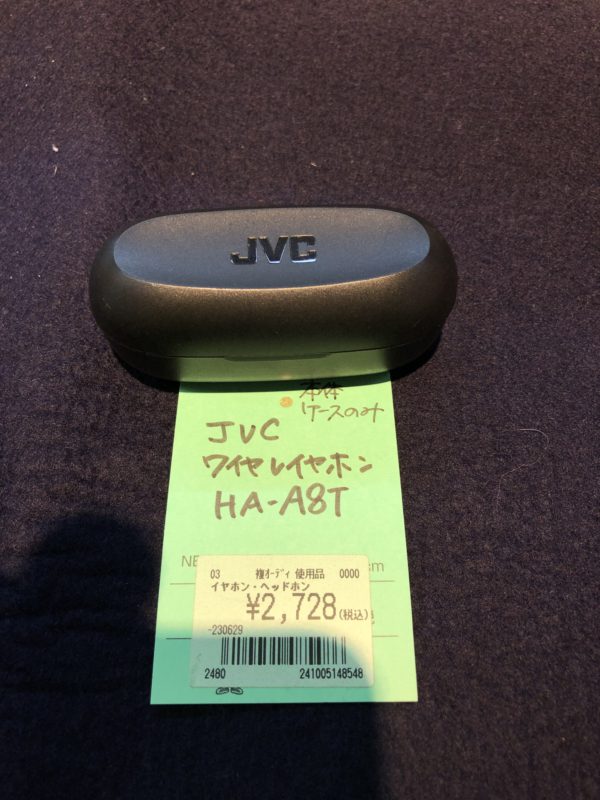 JVC
本体
ケースのみ
JVC
ワイヤレイヤホン
HA-A8T
03 複オーディ 使用品 0000
イヤホン・ヘッドホン
¥2,728(税込)
-230629
2480 241005148548